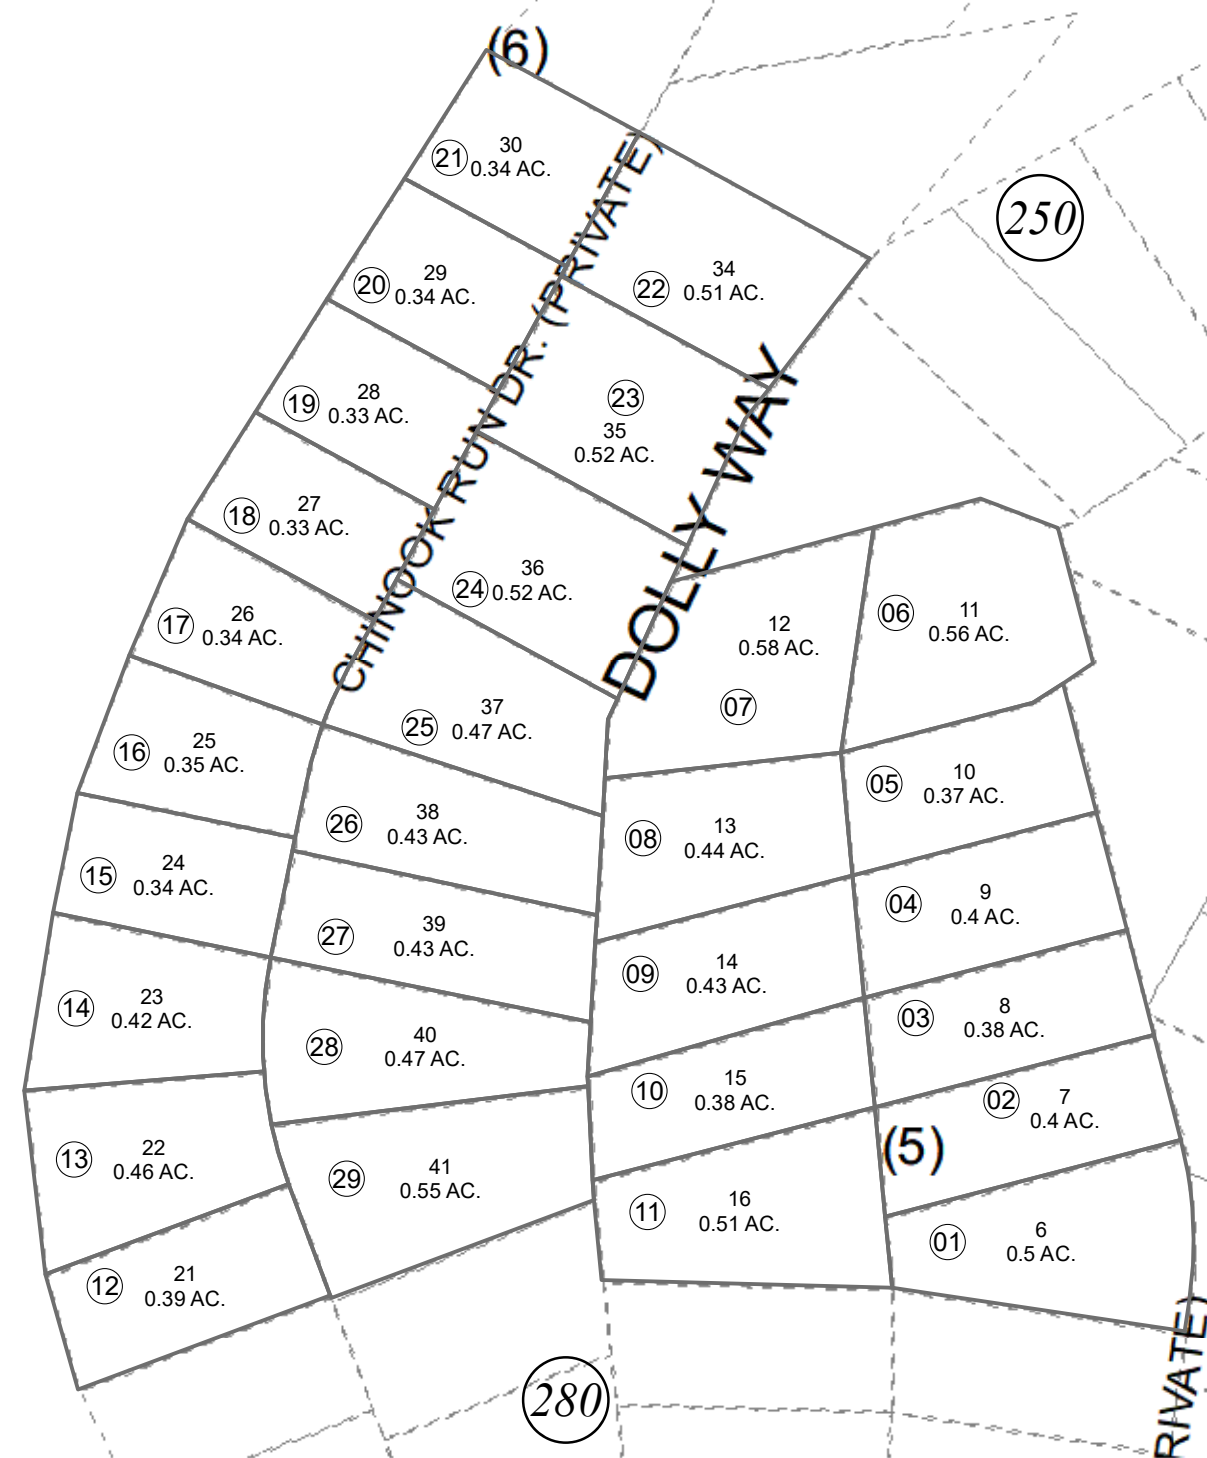 (6)
21
30
0.34 AC.
250
20
29
0.34 AC.
22
34
0.51 AC.
19
28
0.33 AC.
23
35
0.52 AC.
CHINOOK RUN DR. (PRIVATE)
DOLLY WAY
18
27
0.33 AC.
24
36
0.52 AC.
17
26
0.34 AC.
12
0.58 AC.
07
06
11
0.56 AC.
16
25
0.35 AC.
25
37
0.47 AC.
05
10
0.37 AC.
26
38
0.43 AC.
08
13
0.44 AC.
15
24
0.34 AC.
04
9
0.4 AC.
27
39
0.43 AC.
09
14
0.43 AC.
14
23
0.42 AC.
28
40
0.47 AC.
03
8
0.38 AC.
10
15
0.38 AC.
02
7
0.4 AC.
13
22
0.46 AC.
29
41
0.55 AC.
(5)
11
16
0.51 AC.
01
6
0.5 AC.
12
21
0.39 AC.
280
RIVATE)